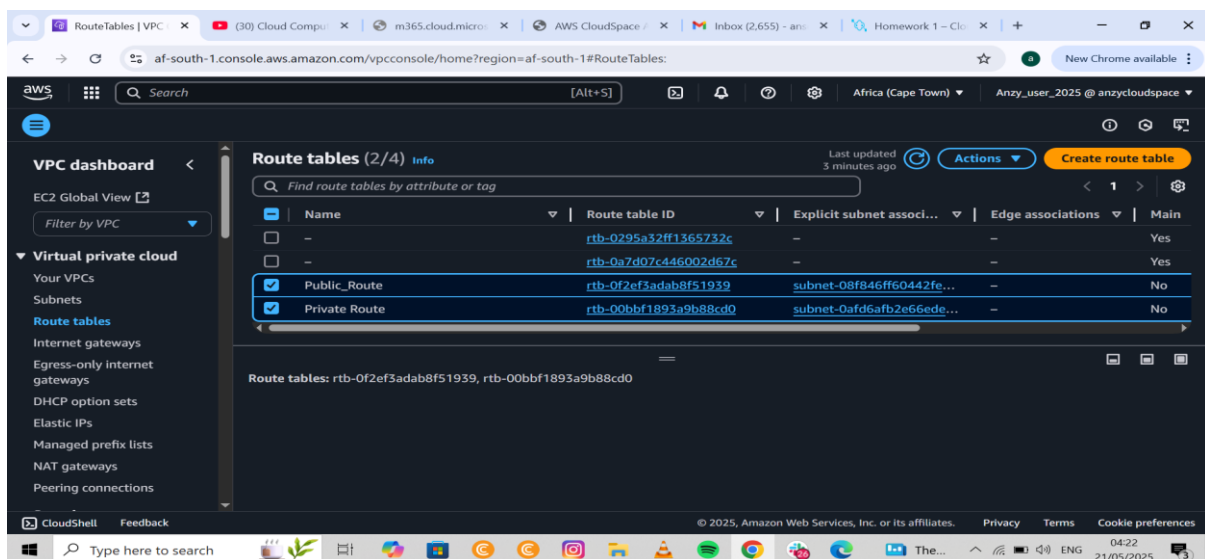 RouteTables | VPC
(30) Cloud Compu
m365.cloud.micros
AWS CloudSpace
Inbox (2,655) - ans
Homework 1 – Clo
af-south-1.console.aws.amazon.com/vpcconsole/home?region=af-south-1#RouteTables:
a
New Chrome available
aws
Search
[Alt+S]
Africa (Cape Town)
Anzy_user_2025 @ anzycloudspace
VPC dashboard
EC2 Global View
Filter by VPC
Virtual private cloud
Your VPCs
Subnets
Route tables
Internet gateways
Egress-only internet
gateways
DHCP option sets
Elastic IPs
Managed prefix lists
NAT gateways
Peering connections
Route tables (2/4) Info
Last updated
3 minutes ago
Actions
Create route table
Find route tables by attribute or tag
1
Name Route table ID Explicit subnet associ... Edge associations Main
– rtb-0295a32ff1365732c – – Yes
– rtb-0a7d07c446002d67c – – Yes
Public_Route rtb-0f2ef3adab8f51939 subnet-08f846ff60442fe... – No
Private Route rtb-00bbf1893a9b88cd0 subnet-0afd6afb2e66ede... – No
Route tables: rtb-0f2ef3adab8f51939, rtb-00bbf1893a9b88cd0
CloudShell Feedback
© 2025, Amazon Web Services, Inc. or its affiliates. Privacy Terms Cookie preferences
Type here to search
The...
ENG
04:22
21/05/2025